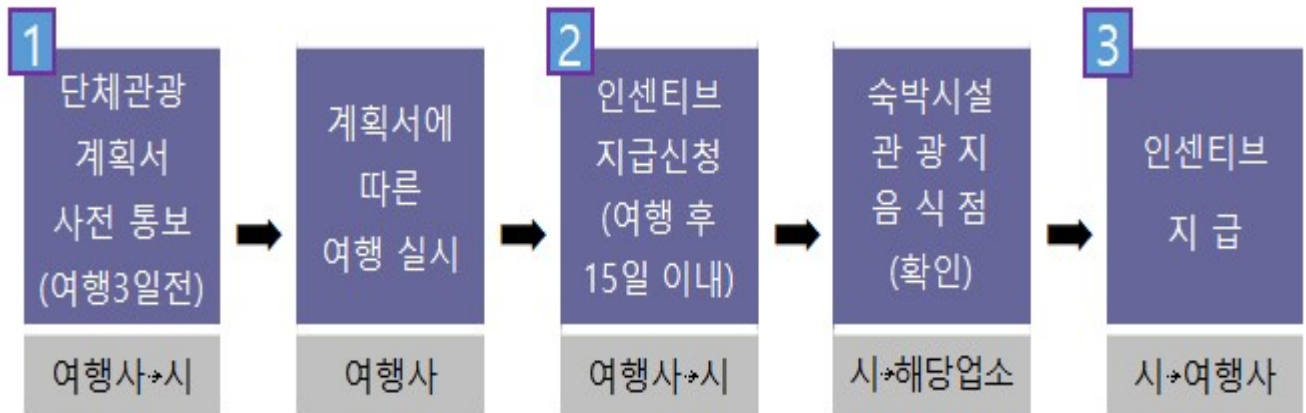 1
단체관광
계획서
사전 통보
(여행3일전)
여행사→시
계획서에
따른
여행 실시
여행사
2
인센티브
지급신청
(여행 후
15일 이내)
여행사→시
숙박시설
관 광 지
음 식 점
(확인)
시→해당업소
3
인센티브
지 급
시→여행사